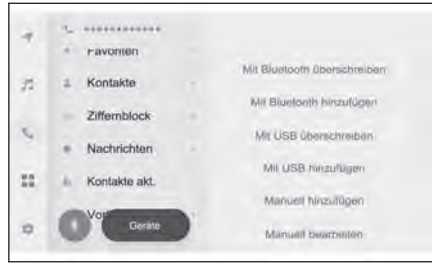 ************
Favoriten
Kontakte
Ziffernblock
Nachrichten
Kontakte akt.
Geräte
Mit Bluetooth überschreiben
Mit Bluetooth hinzufügen
Mit USB überschreiben
Mit USB hinzufügen
Manuell hinzufügen
Manuell bearbeiten